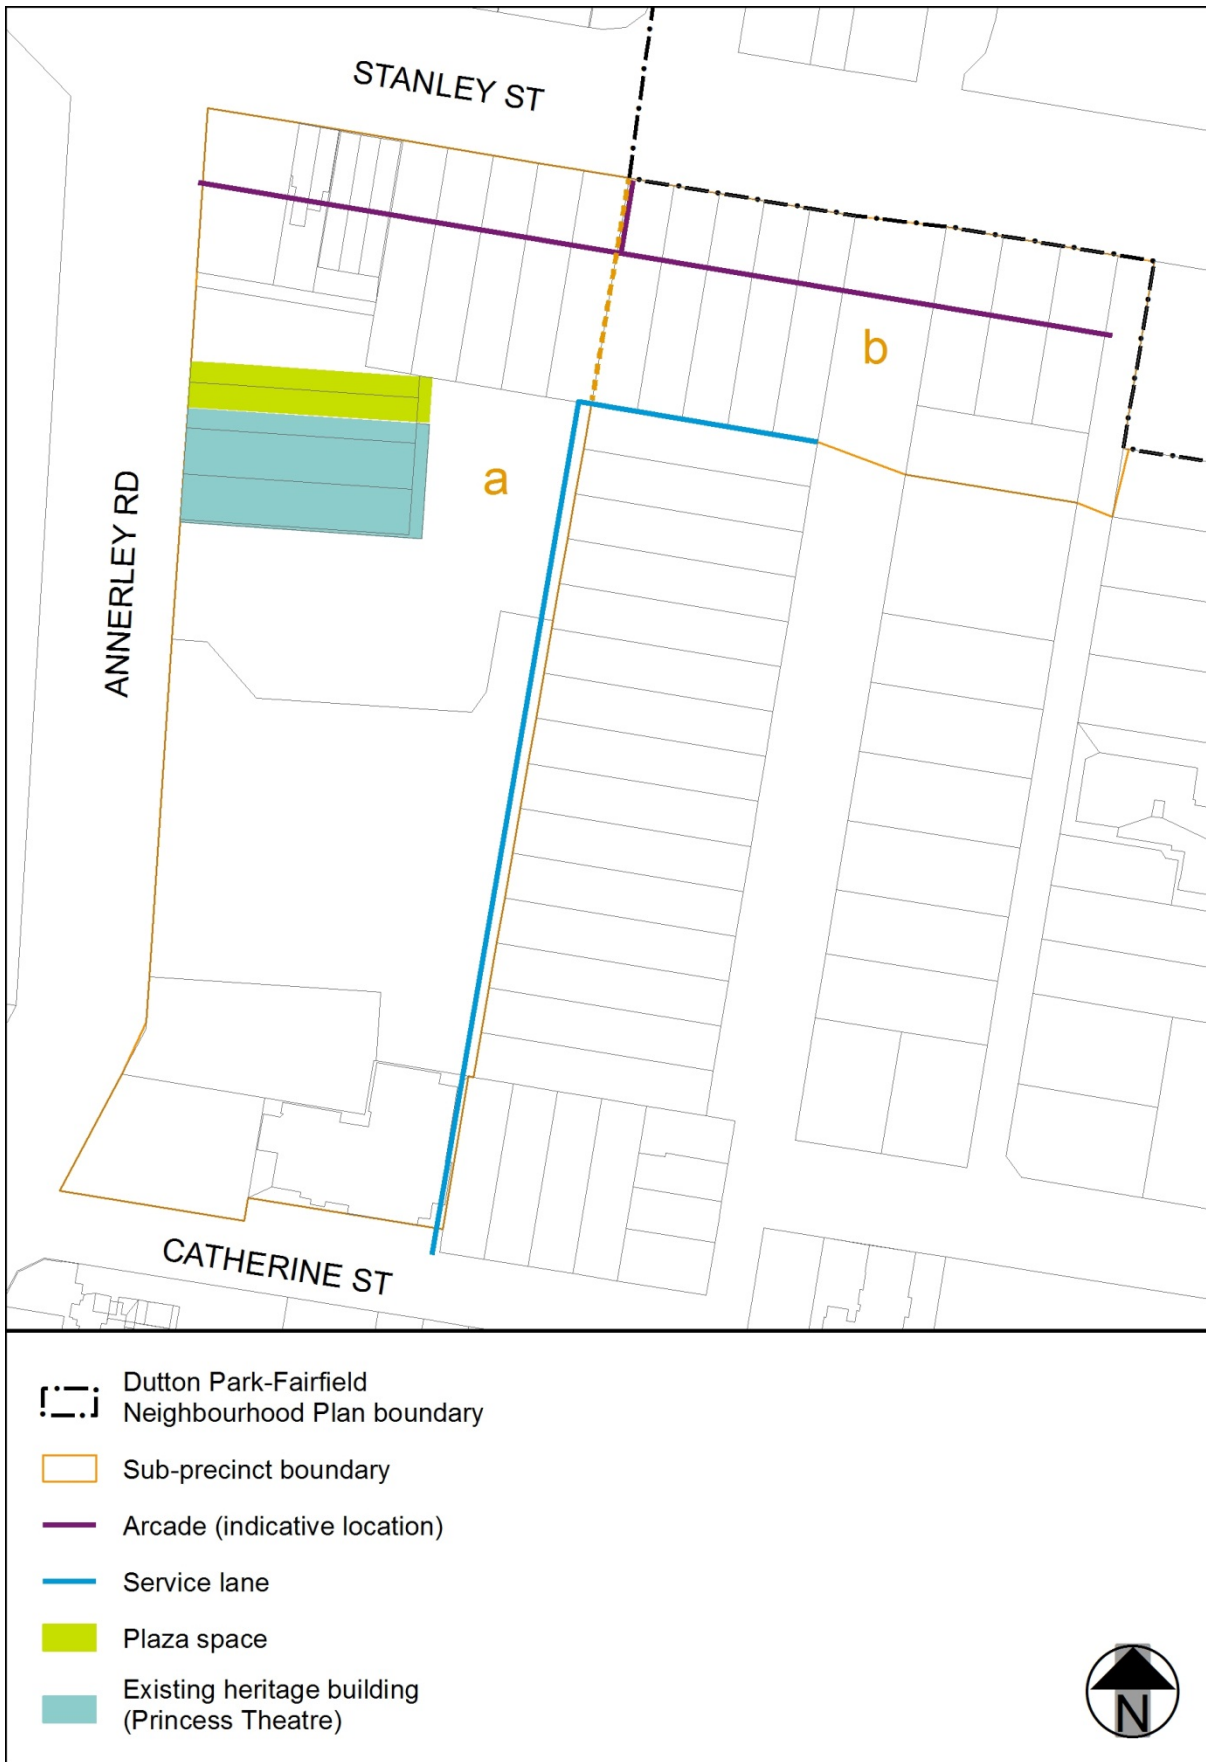 STANLEY ST
b
a
ANNERLEY RD
CATHERINE ST
Dutton Park-Fairfield
Neighbourhood Plan boundary
Sub-precinct boundary
Arcade (indicative location)
Service lane
Plaza space
Existing heritage building
(Princess Theatre)
N